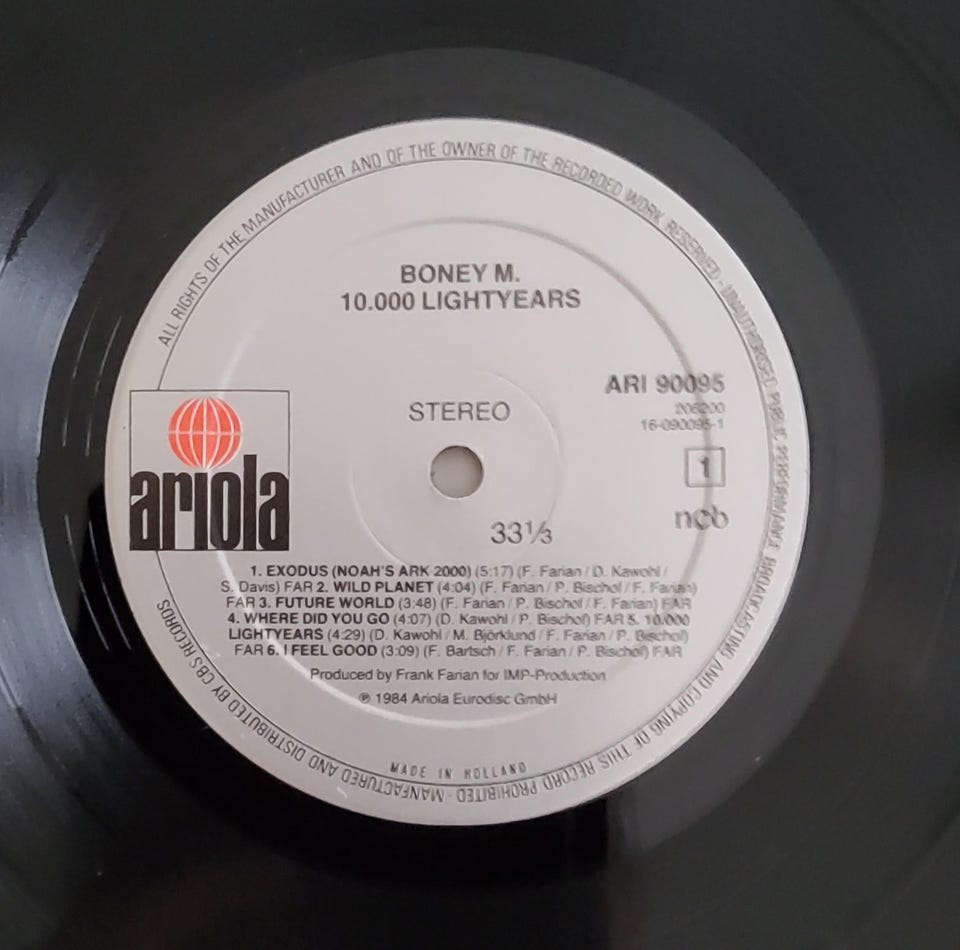 ALL RIGHTS OF THE MANUFACTURER AND OF THE OWNER OF THE RECORDED WORK RESERVED - UNAUTHORISED PUBLIC PERFORMANCE BROADCASTING AND COPYING OF THIS RECORD PROHIBITED - MANUFACTURED AND DISTRIBUTED BY CBS RECORDS
BONEY M.
10.000 LIGHTYEARS
ARI 90095
206200
16-090095-1
STEREO
1
ariola
ncb
33⅓
1. EXODUS (NOAH'S ARK 2000) (5:17) (F. Farian / D. Kawohl /
S. Davis) FAR 2. WILD PLANET (4:04) (F. Farian / P. Bischof / F. Farian)
FAR 3. FUTURE WORLD (3:48) (F. Farian / P. Bischof / F. Farian) FAR
4. WHERE DID YOU GO (4:07) (D. Kawohl / P. Bischof) FAR 5. 10.000
LIGHTYEARS (4:29) (D. Kawohl / M. Björklund / F. Farian / P. Bischof)
FAR 6. I FEEL GOOD (3:09) (F. Bartsch / F. Farian / P. Bischof) FAR
Produced by Frank Farian for IMP-Production
℗ 1984 Ariola Eurodisc GmbH
MADE IN HOLLAND